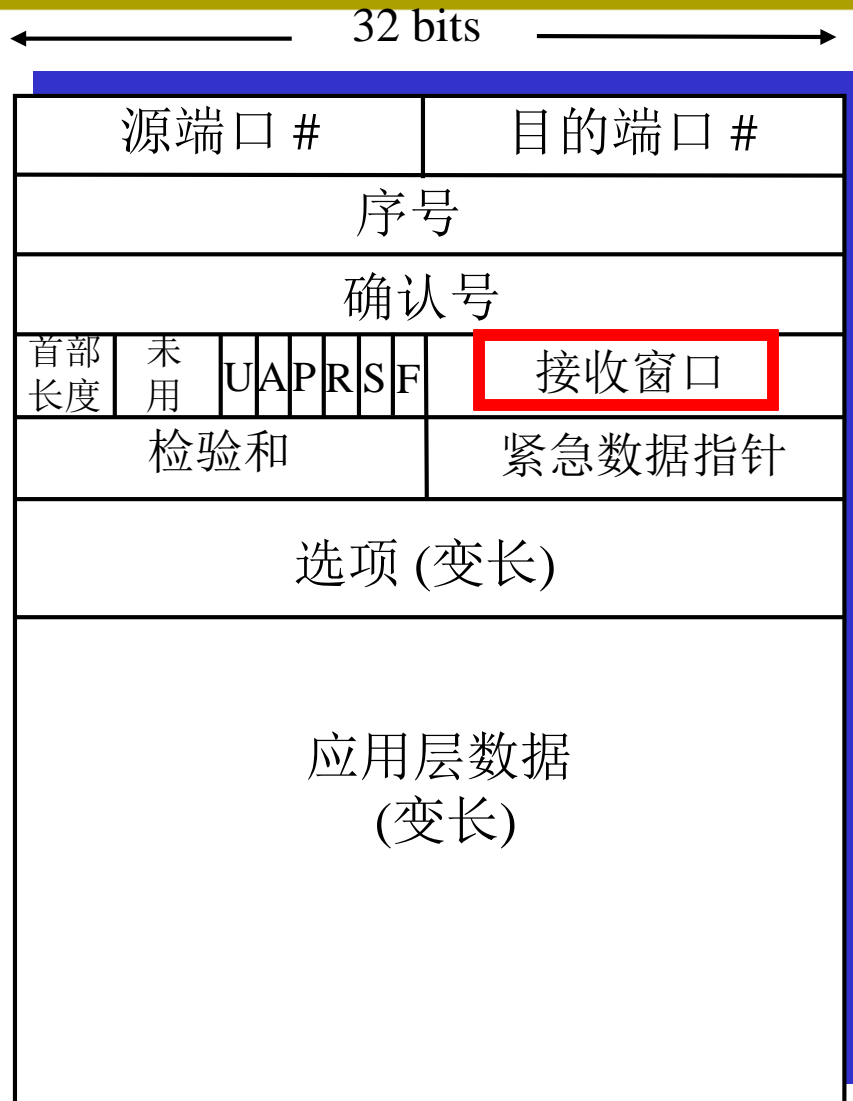 32 bits
源端口 # 目的端口 #
序号
确认号
首部 未
长度 用 U A P R S F 接收窗口
检验和 紧急数据指针
选项 (变长)
应用层数据
(变长)